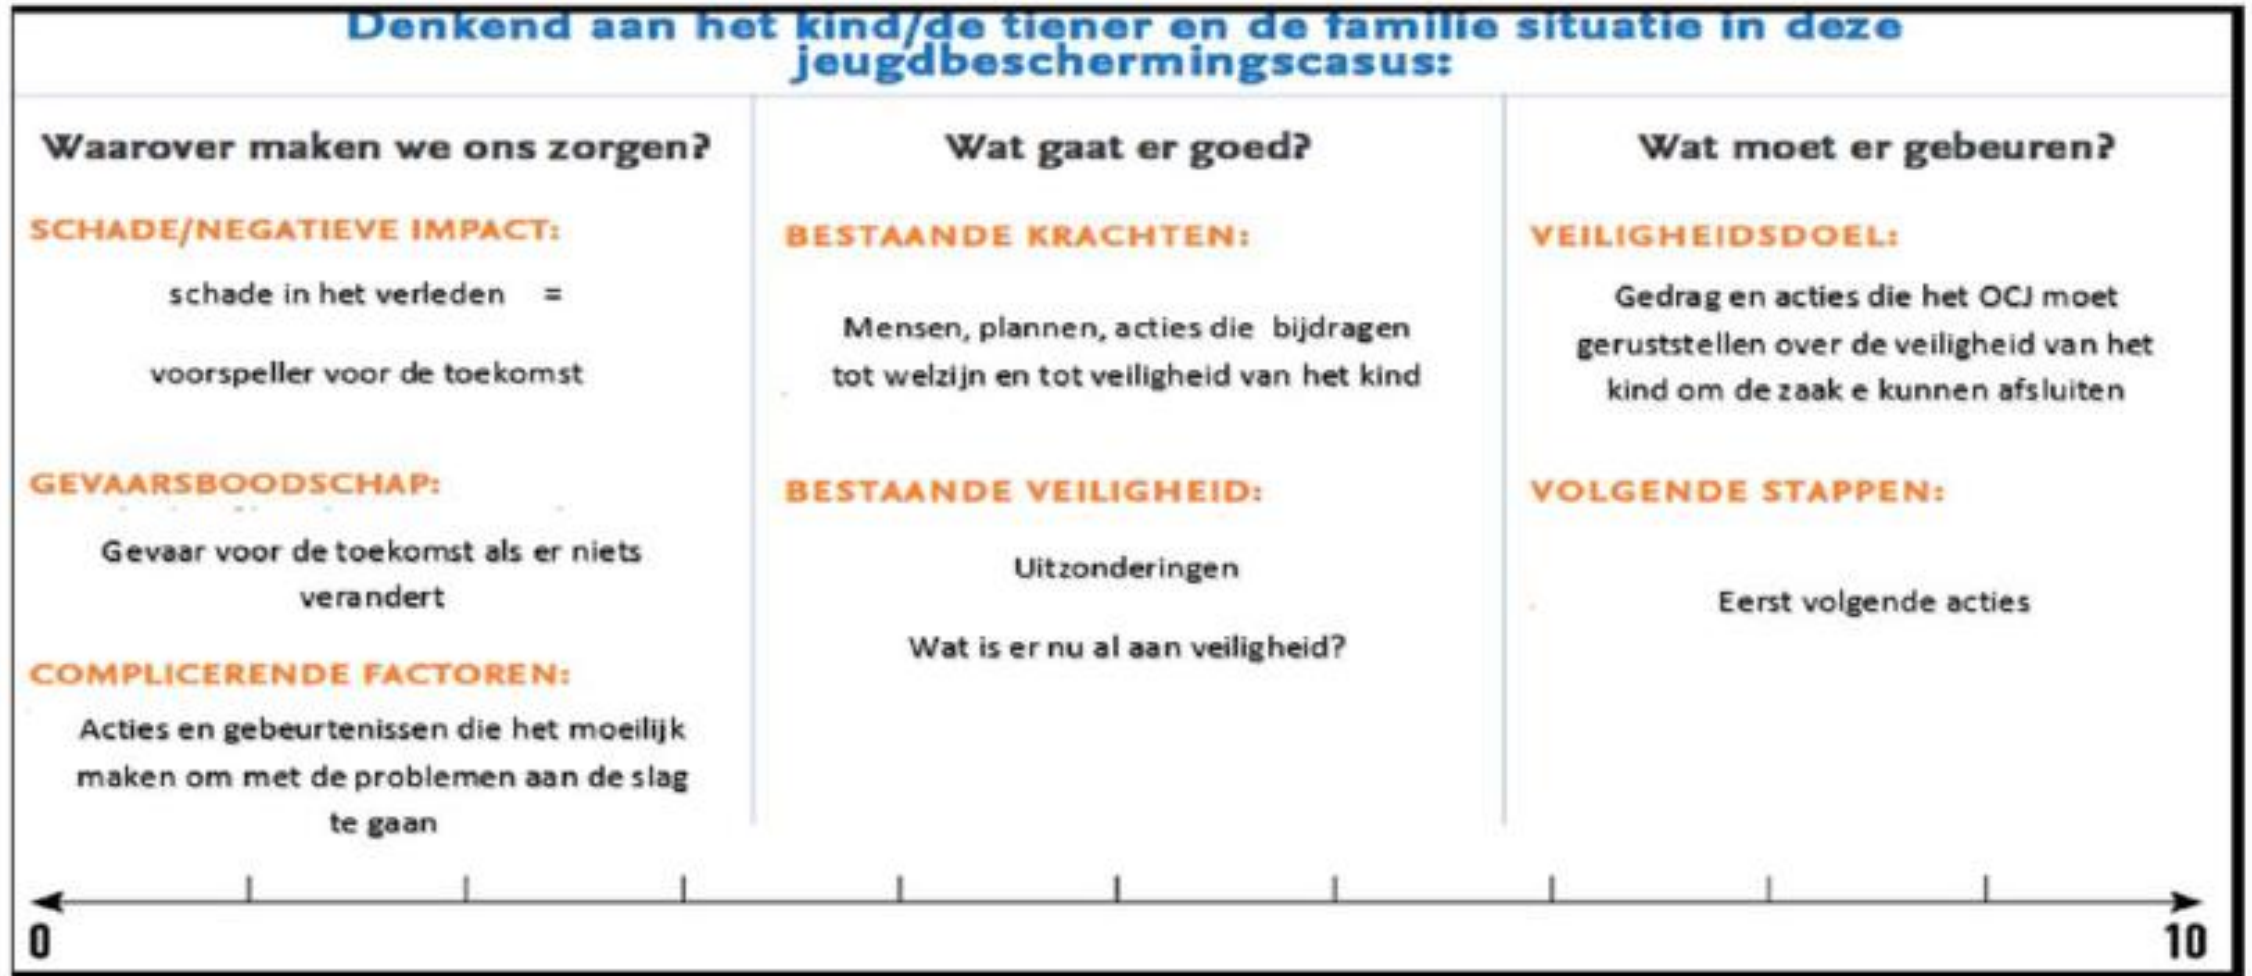 Denkend aan het kind/de tiener en de familie situatie in deze
jeugdbeschermingscasus:
Waarover maken we ons zorgen?
SCHADE/NEGATIEVE IMPACT:
schade in het verleden =
voorspeller voor de toekomst
GEVAARSBOODSCHAP:
Gevaar voor de toekomst als er niets
verandert
COMPLICERENDE FACTOREN:
Acties en gebeurtenissen die het moeilijk
maken om met de problemen aan de slag
te gaan
Wat gaat er goed?
BESTAANDE KRACHTEN:
Mensen, plannen, acties die bijdragen
tot welzijn en tot veiligheid van het kind
BESTAANDE VEILIGHEID:
Uitzonderingen
Wat is er nu al aan veiligheid?
Wat moet er gebeuren?
VEILIGHEIDSDOEL:
Gedrag en acties die het OCJ moet
geruststellen over de veiligheid van het
kind om de zaak e kunnen afsluiten
VOLGENDE STAPPEN:
Eerst volgende acties
0
10